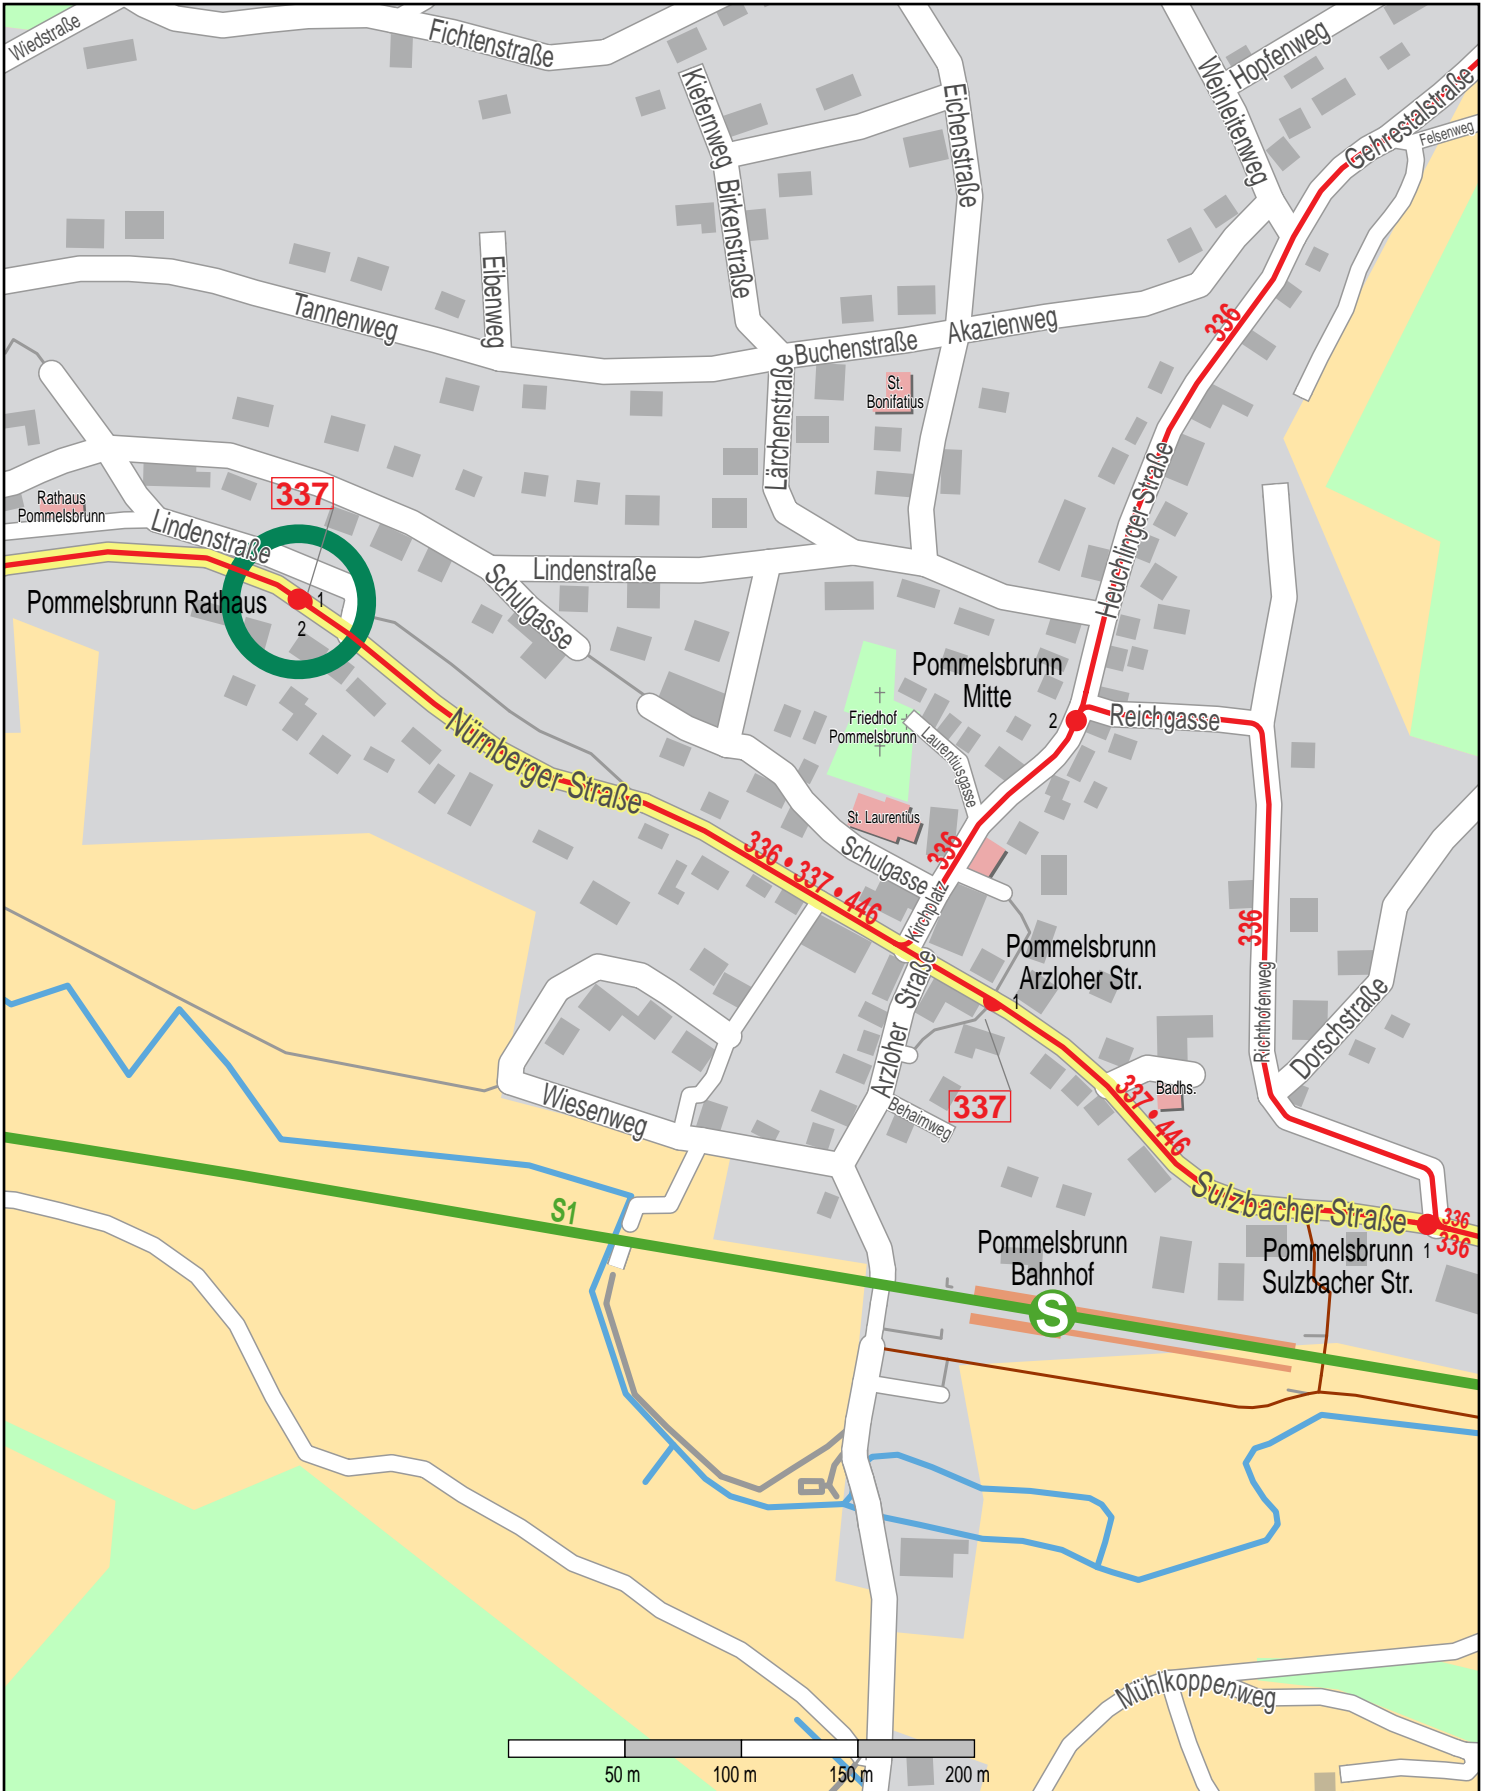 Wiedstraße
Fichtenstraße
Kiefernweg
Eichenstraße
Weinleitenweg
Hopfenweg
Gehrestalstraße
Felsenweg
Birkenstraße
Eibenweg
Tannenweg
Buchenstraße
Akazienweg
336
Lärchenstraße
St.
Bonifatius
Rathaus
Pommelsbrunn
337
Lindenstraße
Lindenstraße
Schulgasse
Heuchlinger Straße
Pommelsbrunn Rathaus
1
2
Pommelsbrunn
Mitte
2
Reichgasse
Friedhof
Pommelsbrunn
Laurentiusgasse
Nürnberger Straße
St. Laurentius
Schulgasse
336
336 • 337 • 446
Kirchplatz
336
Pommelsbrunn
Arzloher Str.
1
Arzloher Straße
Richthofenweg
Dorschstraße
337
Badhs.
337 • 446
Behaimweg
Wiesenweg
S1
Sulzbacher Straße
336
336
Pommelsbrunn
Sulzbacher Str.
1
Pommelsbrunn
Bahnhof
S
Mühlkoppenweg
50 m
100 m
150 m
200 m